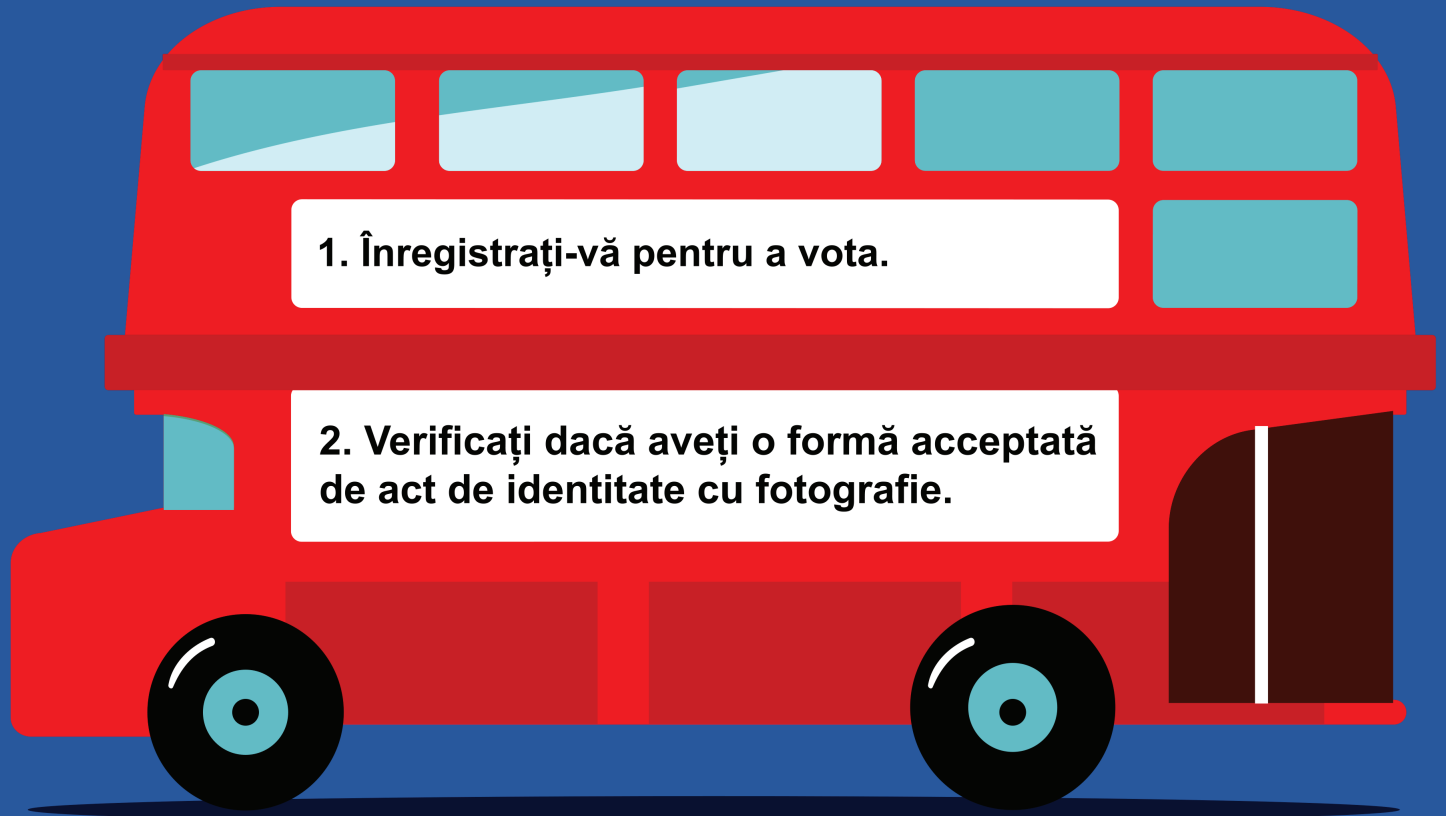 1. Înregistrați-vă pentru a vota.
2. Verificați dacă aveți o formă acceptată
de act de identitate cu fotografie.